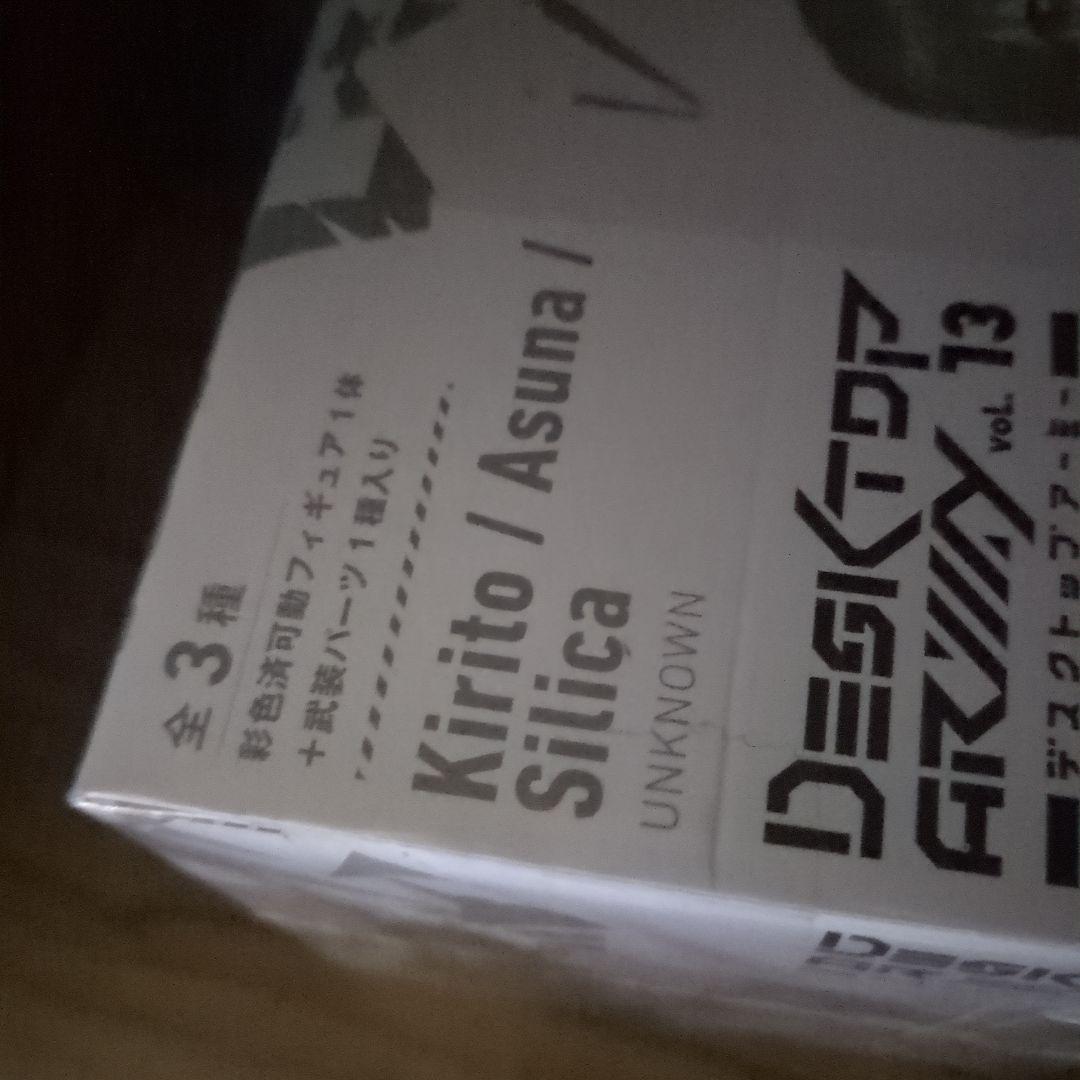 全3種
彩色済可動フィギュア1体
+武装パーツ1種入り
Kirito / Asuna /
Silica
UNKNOWN
DESKTOP
ARMY vol. 13
デスクトップアーミー
DESK